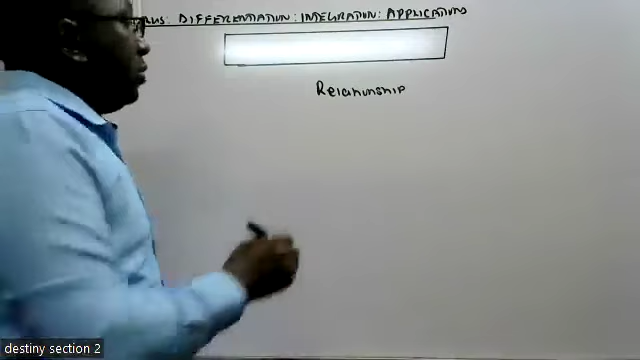 DIFFERENTIATION: INTEGRATION: APPLICATIONS
Relationship
destiny section 2